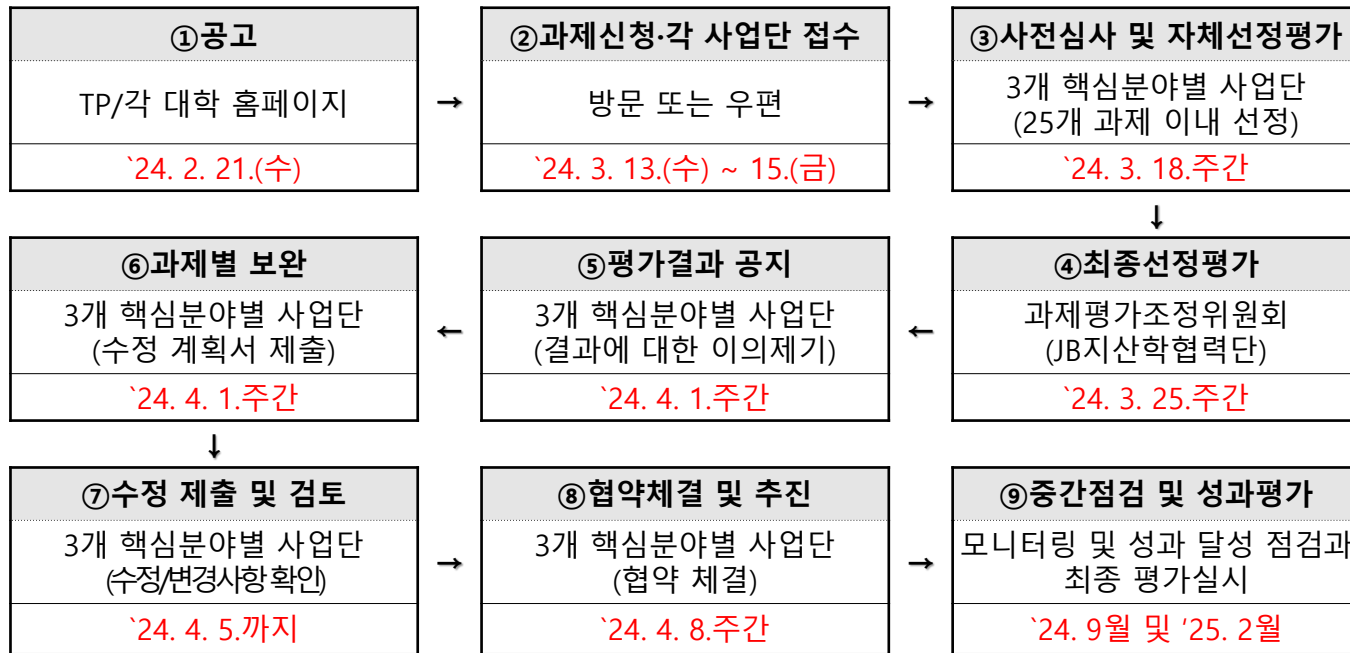 ①공고
TP/각 대학 홈페이지
`24. 2. 21.(수)
→
②과제신청·각 사업단 접수
방문 또는 우편
`24. 3. 13.(수) ~ 15.(금)
→
③사전심사 및 자체선정평가
3개 핵심분야별 사업단
(25개 과제 이내 선정)
`24. 3. 18.주간
↓
④최종선정평가
과제평가조정위원회
(JB지산학협력단)
`24. 3. 25.주간
←
⑤평가결과 공지
3개 핵심분야별 사업단
(결과에 대한 이의제기)
`24. 4. 1.주간
←
⑥과제별 보완
3개 핵심분야별 사업단
(수정 계획서 제출)
`24. 4. 1.주간
↓
⑦수정 제출 및 검토
3개 핵심분야별 사업단
(수정/변경사항 확인)
`24. 4. 5.까지
→
⑧협약체결 및 추진
3개 핵심분야별 사업단
(협약 체결)
`24. 4. 8.주간
→
⑨중간점검 및 성과평가
모니터링 및 성과 달성 점검과
최종 평가실시
`24. 9월 및 ‘25. 2월